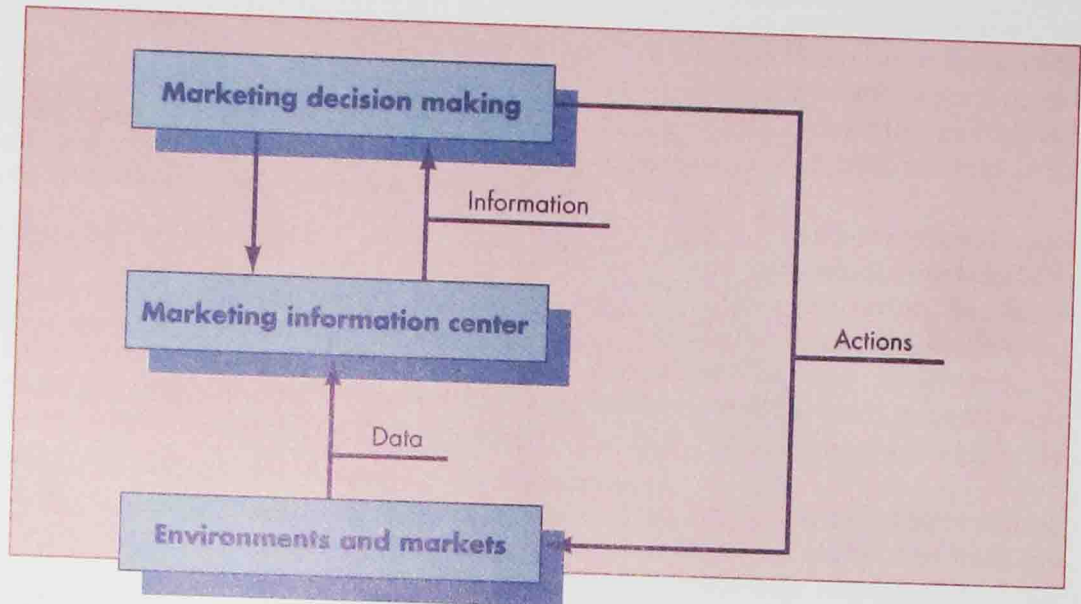 Marketing decision making
Information
Marketing information center
Actions
Data
Environments and markets